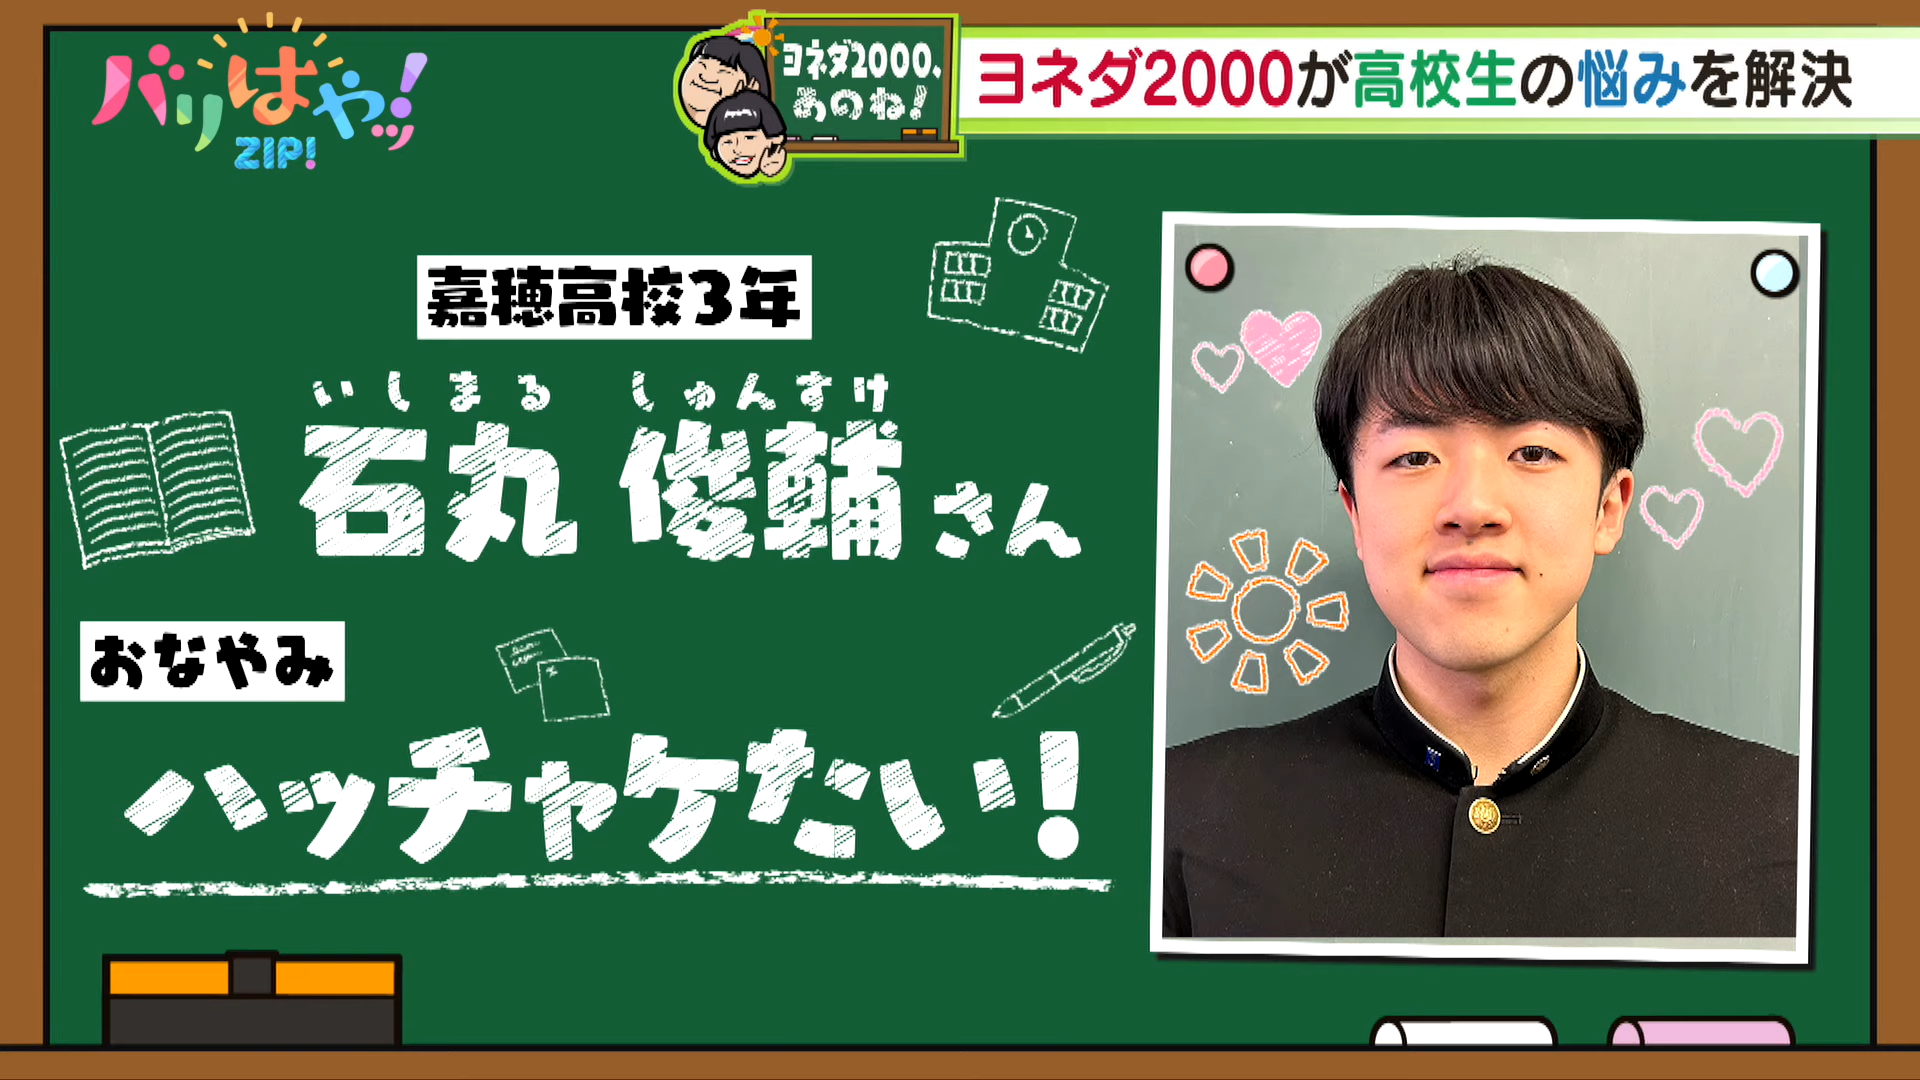 バリはやッ!
ZIP!
ヨネダ2000、
あのね!
ヨネダ2000が高校生の悩みを解決
嘉穂高校3年
いしまる しゅんすけ
石丸 俊輔さん
おなやみ
ハッチャケたい!